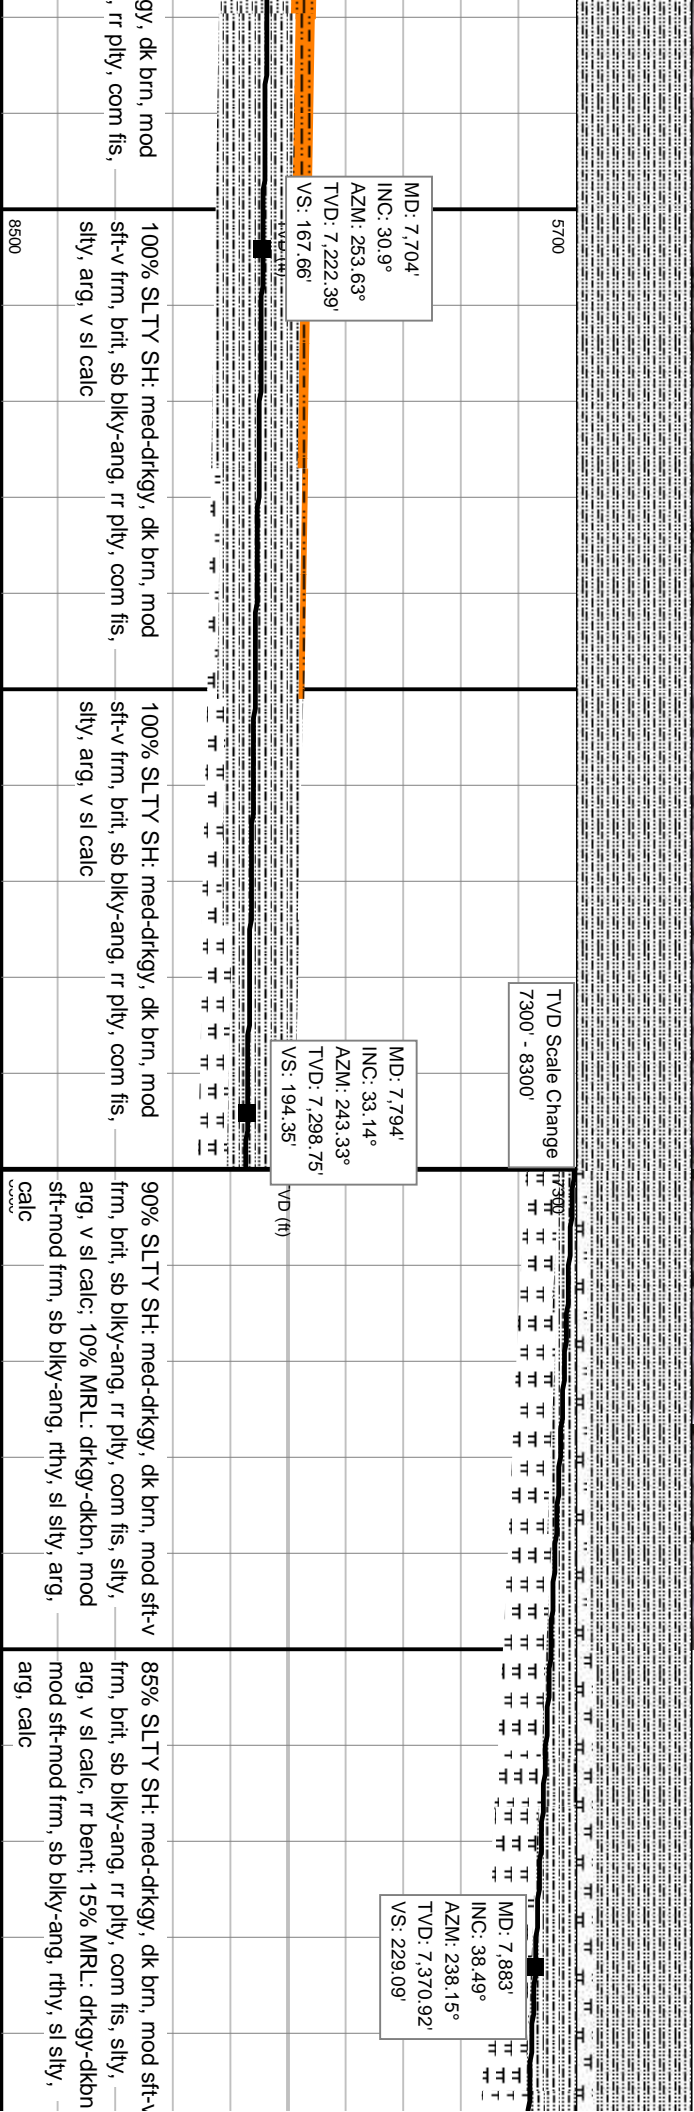 gy, dk brn, mod
, rr plty, com fis,
8500
5700
MD: 7,704'
INC: 30.9°
AZM: 253.63°
TVD: 7,222.39'
VS: 167.66'
100% SLTY SH: med-drkgy, dk brn, mod
sft-v frm, brit, sb blky-ang, rr plty, com fis,
slty, arg, v sl calc
100% SLTY SH: med-drkgy, dk brn, mod
sft-v frm, brit, sb blky-ang, rr plty, com fis,
slty, arg, v sl calc
TVD Scale Change
7300' - 8300'
MD: 7,794'
INC: 33.14°
AZM: 243.33°
TVD: 7,298.75'
VS: 194.35'
7300
VD (ft)
90% SLTY SH: med-drkgy, dk brn, mod sft-v
frm, brit, sb blky-ang, rr plty, com fis, slty,
arg, v sl calc; 10% MRL: drkgy-dkbn, mod
sft-mod frm, sb blky-ang, rthy, sl slty, arg,
calc
85% SLTY SH: med-drkgy, dk brn, mod sft-v
frm, brit, sb blky-ang, rr plty, com fis, slty,
arg, v sl calc, rr bent; 15% MRL: drkgy-dkbn
mod sft-mod frm, sb blky-ang, rthy, sl slty,
arg, calc
MD: 7,883'
INC: 38.49°
AZM: 238.15°
TVD: 7,370.92'
VS: 229.09'